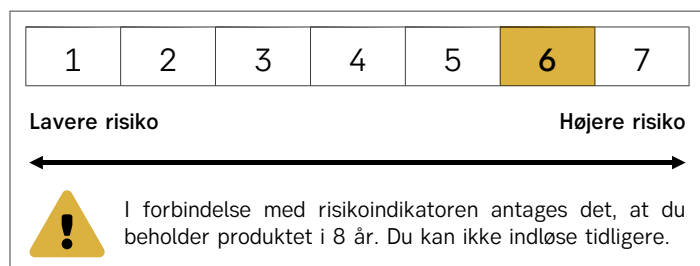 1 2 3 4 5 6 7
Lavere risiko Højere risiko
I forbindelse med risikoindikatoren antages det, at du
beholder produktet i 8 år. Du kan ikke indløse tidligere.